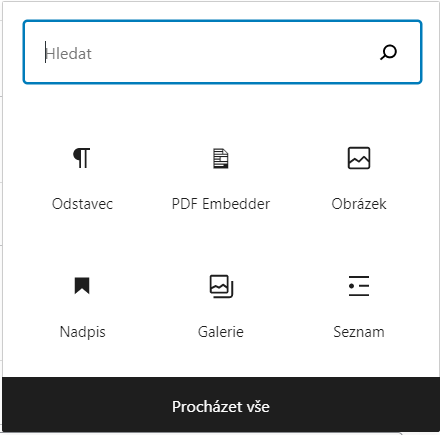 Hledat
Odstavec
PDF Embedder
Obrázek
Nadpis
Galerie
Seznam
Procházet vše